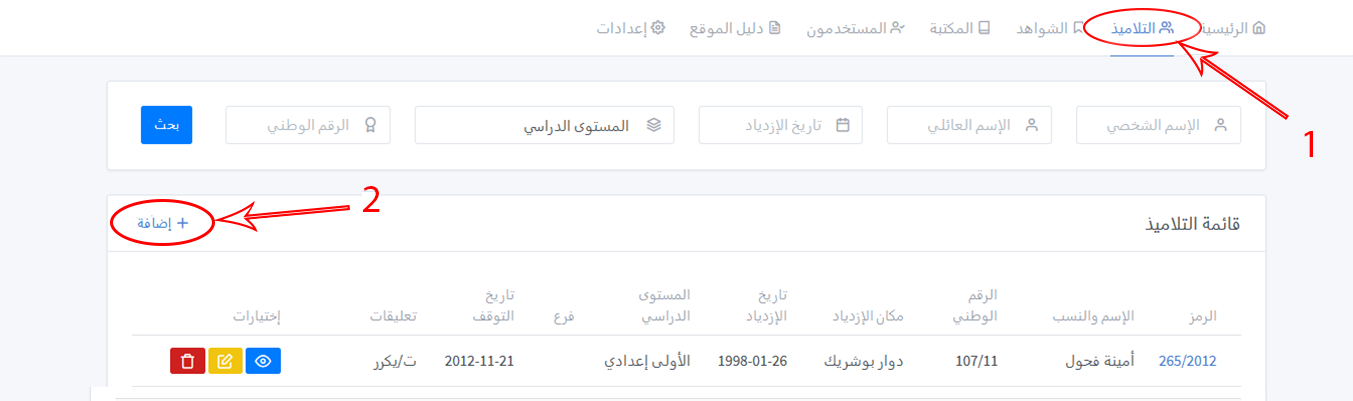 الرئيسية التلاميذ الشواهد المكتبة المستخدمون دليل الموقع إعدادات
1
الإسم الشخصي الإسم العائلي تاريخ الإزدياد المستوى الدراسي الرقم الوطني بحث
2
قائمة التلاميذ + إضافة
الرمز الإسم والنسب الرقم الوطني مكان الإزدياد تاريخ الإزدياد المستوى الدراسي فرع تاريخ التوقف تعليقات إختيارات
265/2012 أمينة فحول 107/11 دوار بوشريك 1998-01-26 الأولى إعدادي 2012-11-21 ت/يكرر